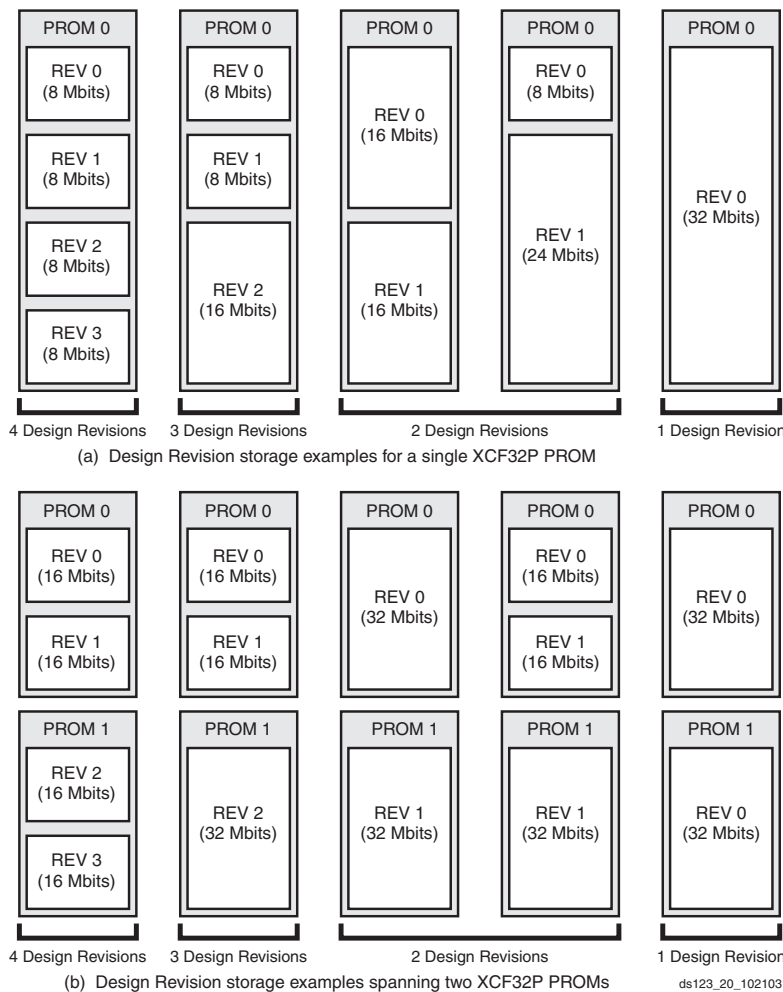 PROM 0
REV 0
(8 Mbits)
REV 1
(8 Mbits)
REV 2
(8 Mbits)
REV 3
(8 Mbits)
PROM 0
REV 0
(8 Mbits)
REV 1
(8 Mbits)
REV 2
(16 Mbits)
PROM 0
REV 0
(16 Mbits)
REV 1
(16 Mbits)
PROM 0
REV 0
(8 Mbits)
REV 1
(24 Mbits)
PROM 0
REV 0
(32 Mbits)
4 Design Revisions
3 Design Revisions
2 Design Revisions
1 Design Revision
(a) Design Revision storage examples for a single XCF32P PROM
PROM 0
REV 0
(16 Mbits)
REV 1
(16 Mbits)
PROM 0
REV 0
(16 Mbits)
REV 1
(16 Mbits)
PROM 0
REV 0
(32 Mbits)
PROM 0
REV 0
(16 Mbits)
REV 1
(16 Mbits)
PROM 0
REV 0
(32 Mbits)
PROM 1
REV 2
(16 Mbits)
REV 3
(16 Mbits)
PROM 1
REV 2
(32 Mbits)
PROM 1
REV 1
(32 Mbits)
PROM 1
REV 1
(32 Mbits)
PROM 1
REV 0
(32 Mbits)
4 Design Revisions
3 Design Revisions
2 Design Revisions
1 Design Revision
(b) Design Revision storage examples spanning two XCF32P PROMs
ds123_20_102103